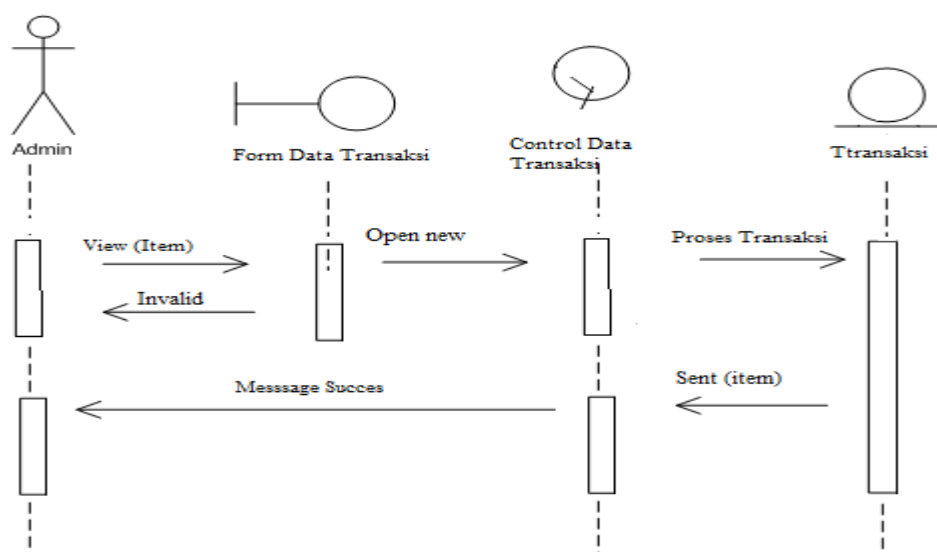 Admin
Form Data Transaksi
Control Data
Transaksi
Ttransaksi
View (Item)
Open new
Proses Transaksi
Invalid
Messsage Succes
Sent (item)